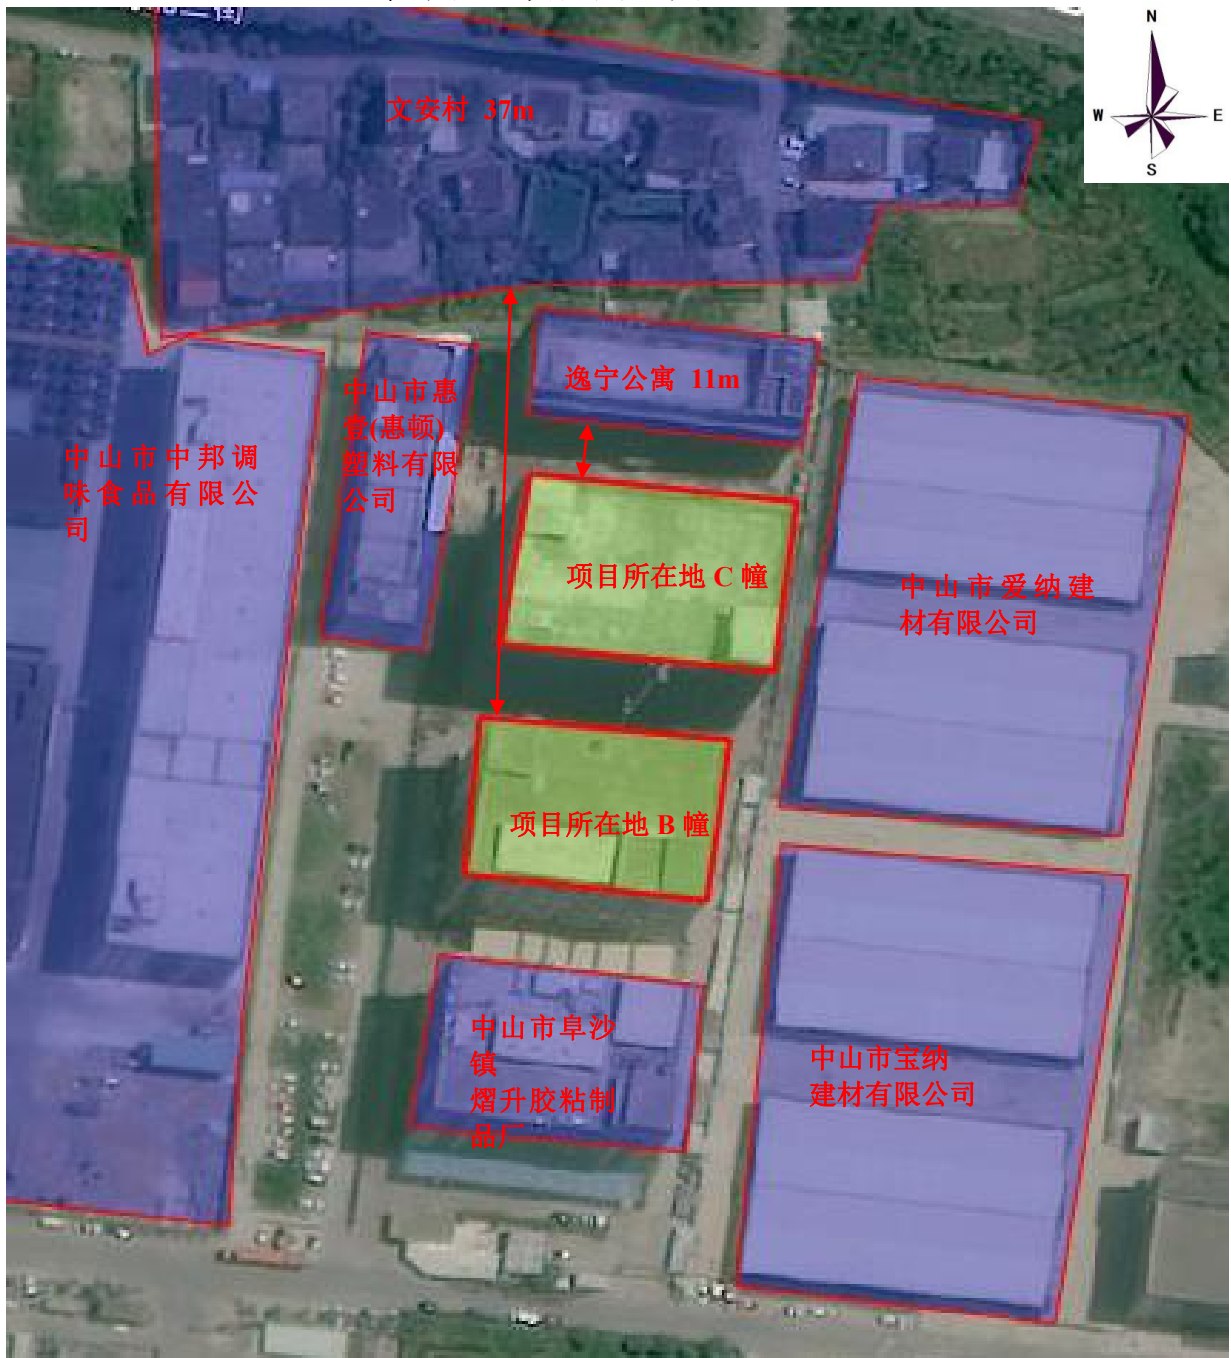 N
W
E
S
文安村 37m
逸宁公寓 11m
中山市惠
壹(惠顿)
塑料有限
公司
中山市中邦调
味食品有限公
司
项目所在地 C 幢
中山市爱纳建
材有限公司
项目所在地 B 幢
中山市阜沙
镇
熠升胶粘制
品厂
中山市宝纳
建材有限公司